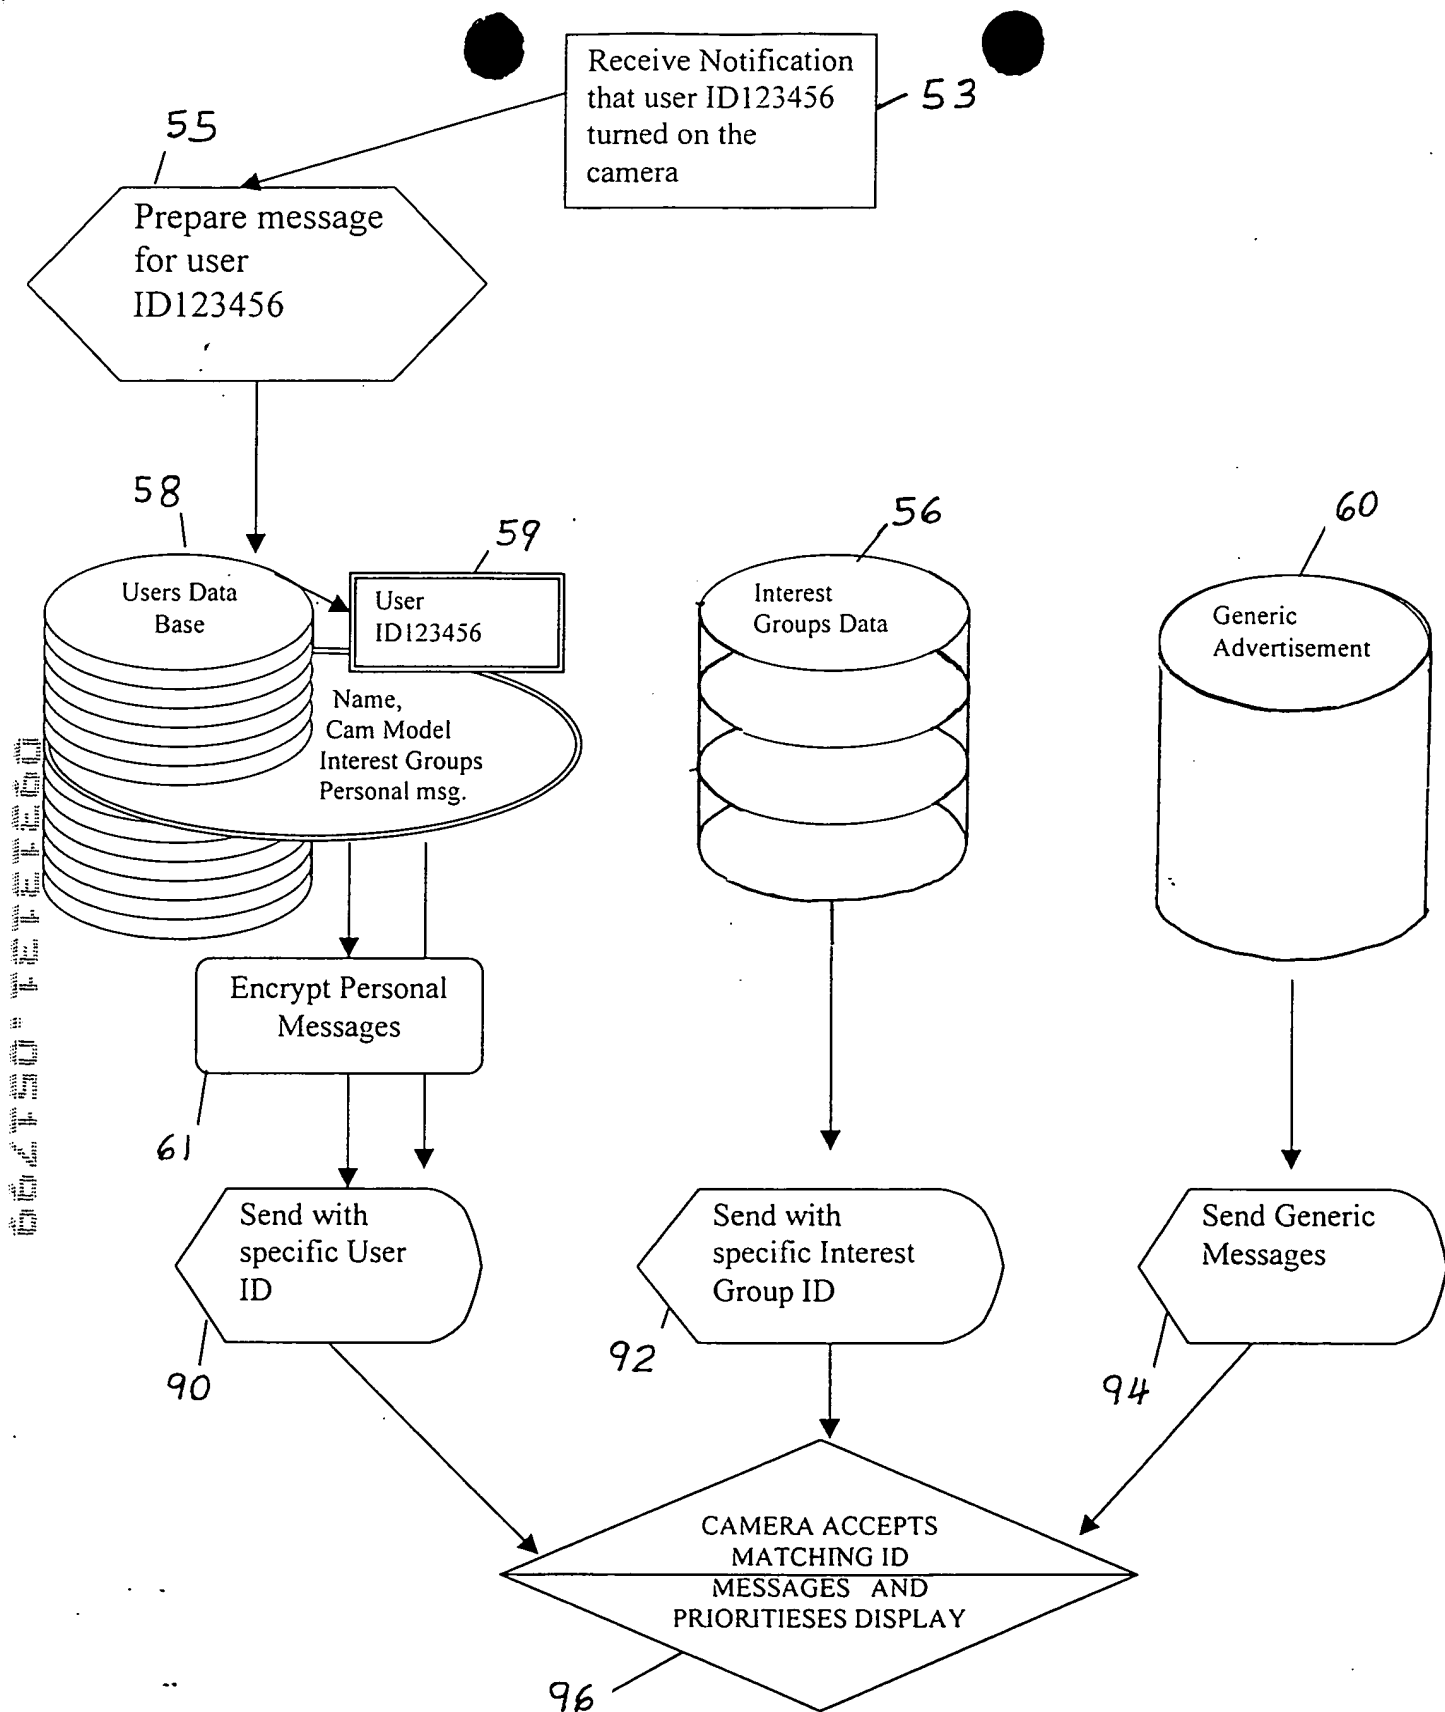 Receive Notification
that user ID123456
turned on the
camera
53
55
Prepare message
for user
ID123456
58
59
56
60
Users Data
Base
User
ID123456
Name,
Cam Model
Interest Groups
Personal msg.
Interest
Groups Data
Generic
Advertisement
Encrypt Personal
Messages
61
Send with
specific User
ID
Send with
specific Interest
Group ID
Send Generic
Messages
90
92
94
CAMERA ACCEPTS
MATCHING ID
MESSAGES AND
PRIORITIESES DISPLAY
96